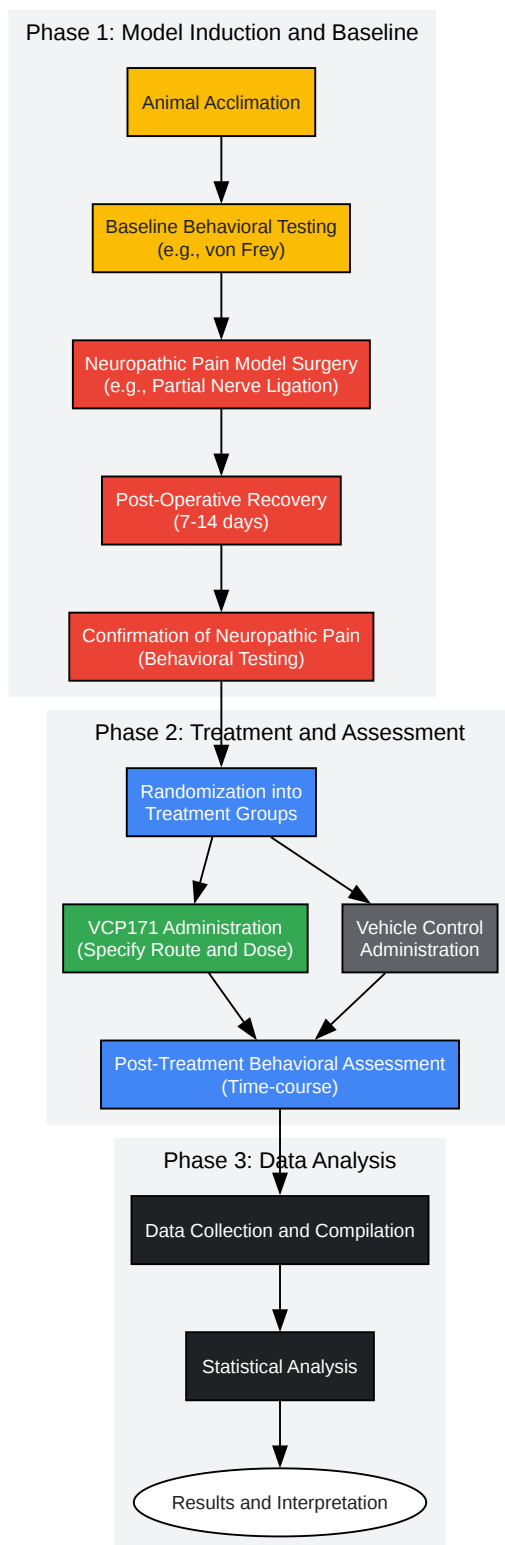 Phase 1: Model Induction and Baseline
Animal Acclimation
Baseline Behavioral Testing
(e.g., von Frey)
Neuropathic Pain Model Surgery
(e.g., Partial Nerve Ligation)
Post-Operative Recovery
(7-14 days)
Confirmation of Neuropathic Pain
(Behavioral Testing)
Phase 2: Treatment and Assessment
Randomization into
Treatment Groups
VCP171 Administration
(Specify Route and Dose)
Vehicle Control
Administration
Post-Treatment Behavioral Assessment
(Time-course)
Phase 3: Data Analysis
Data Collection and Compilation
Statistical Analysis
Results and Interpretation